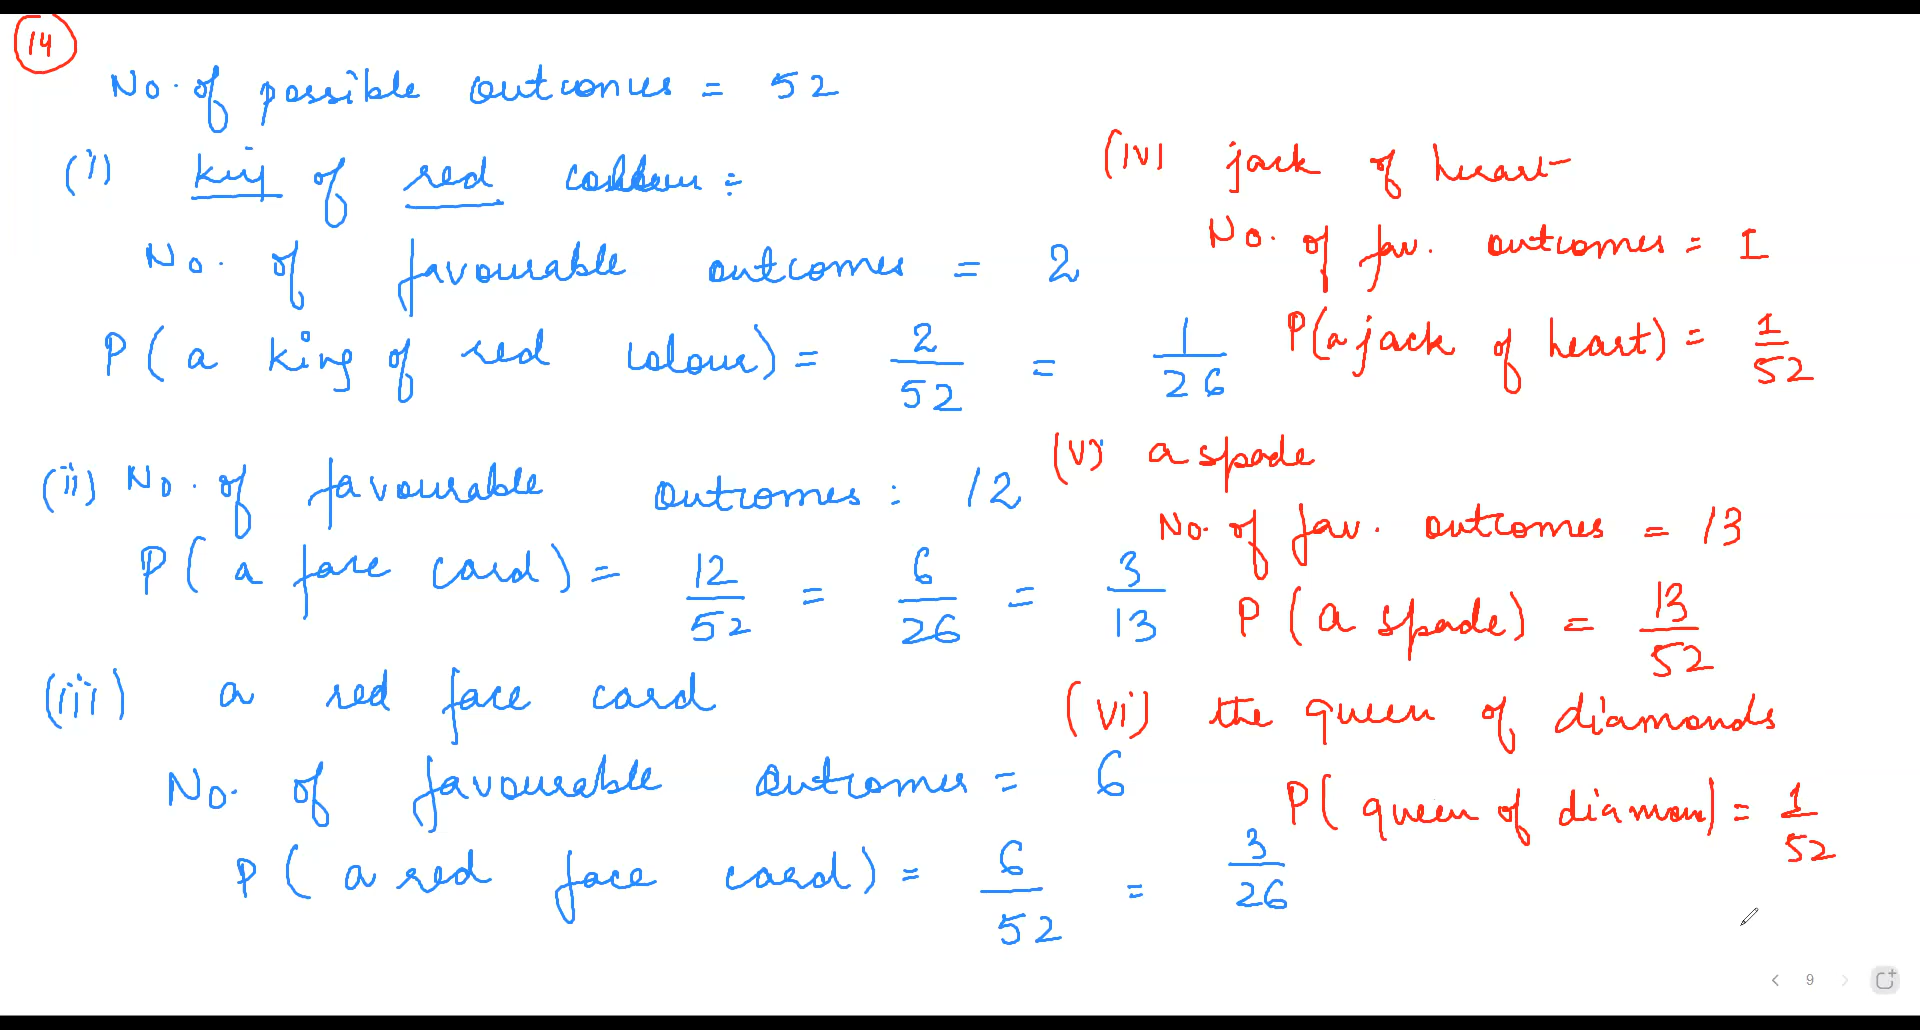 14
No. of possible outcomes = 52
(i) king of red colour :
No. of favourable outcomes = 2
P ( a king of red colour ) = 2/52 = 1/26
(ii) No. of favourable outcomes : 12
P ( a face card ) = 12/52 = 6/26 = 3/13
(iii) a red face card
No. of favourable outcomes = 6
P ( a red face card ) = 6/52 = 3/26
(iv) jack of heart
No. of fav. outcomes = 1
P(a jack of heart) = 1/52
(v) a spade
No. of fav. outcomes = 13
P ( a spade ) = 13/52
(vi) the queen of diamonds
P( queen of diamon) = 1/52
9